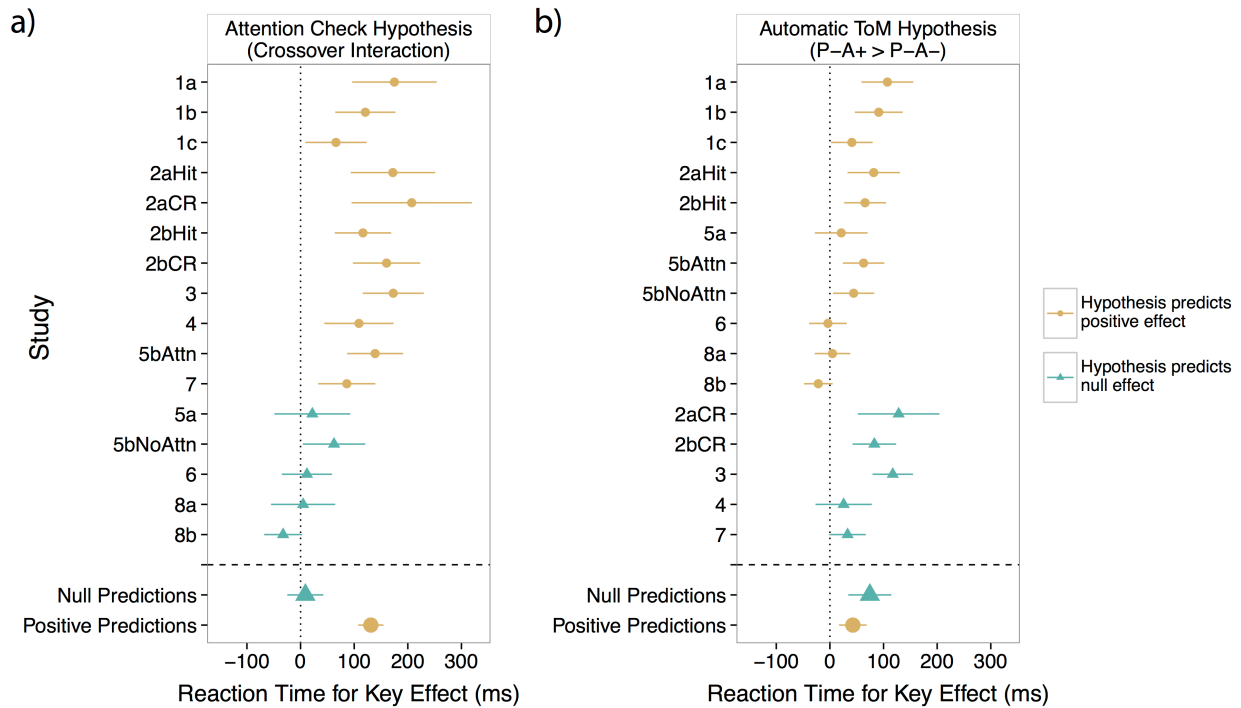 a)
Attention Check Hypothesis
(Crossover Interaction)
Study
1a
1b
1c
2aHit
2aCR
2bHit
2bCR
3
4
5bAttn
7
5a
5bNoAttn
6
8a
8b
Null Predictions
Positive Predictions
−100 0 100 200 300
Reaction Time for Key Effect (ms)
b)
Automatic ToM Hypothesis
(P−A+ > P−A−)
1a
1b
1c
2aHit
2bHit
5a
5bAttn
5bNoAttn
6
8a
8b
2aCR
2bCR
3
4
7
Null Predictions
Positive Predictions
−100 0 100 200 300
Reaction Time for Key Effect (ms)
Hypothesis predicts
positive effect
Hypothesis predicts
null effect